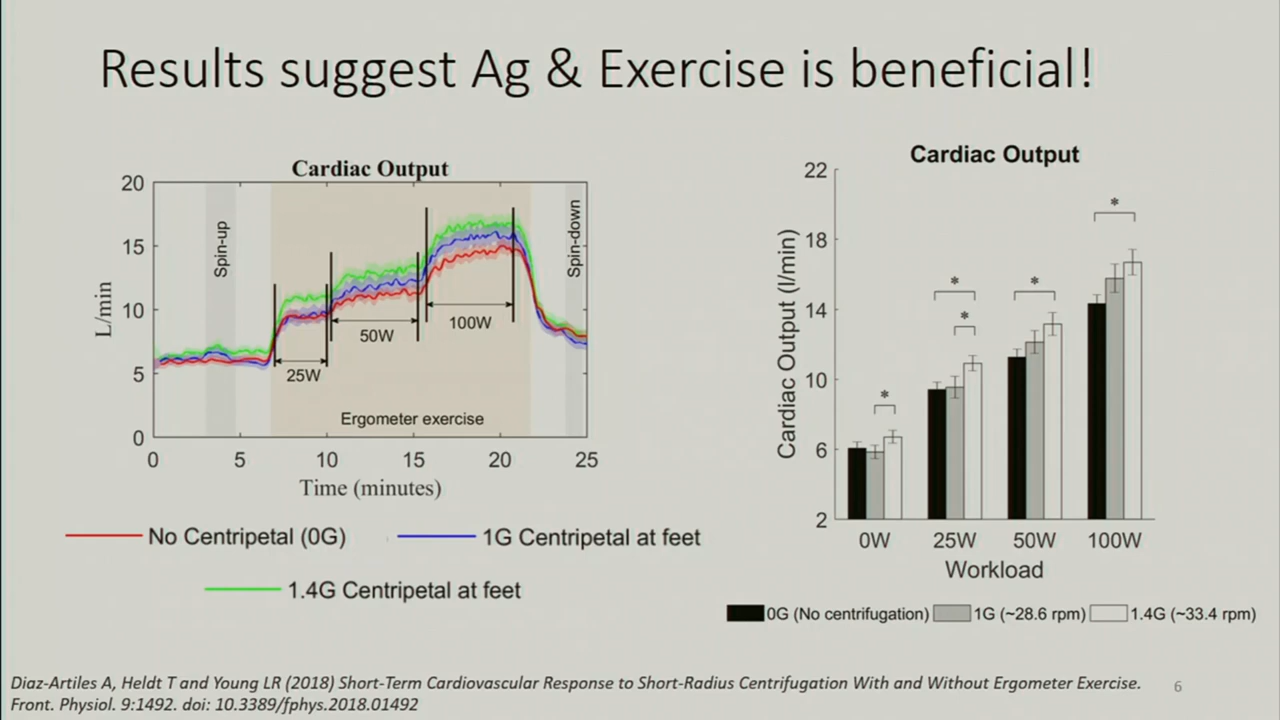 Results suggest Ag & Exercise is beneficial!
Cardiac Output
20
15
10
5
0
L/min
Spin-up
Spin-down
25W
50W
100W
Ergometer exercise
0 5 10 15 20 25
Time (minutes)
No Centripetal (0G)
1G Centripetal at feet
1.4G Centripetal at feet
Cardiac Output
22
18
14
10
6
2
Cardiac Output (l/min)
*
*
*
*
*
0W 25W 50W 100W
Workload
0G (No centrifugation) 1G (~28.6 rpm) 1.4G (~33.4 rpm)
Diaz-Artiles A, Heldt T and Young LR (2018) Short-Term Cardiovascular Response to Short-Radius Centrifugation With and Without Ergometer Exercise.
Front. Physiol. 9:1492. doi: 10.3389/fphys.2018.01492
6